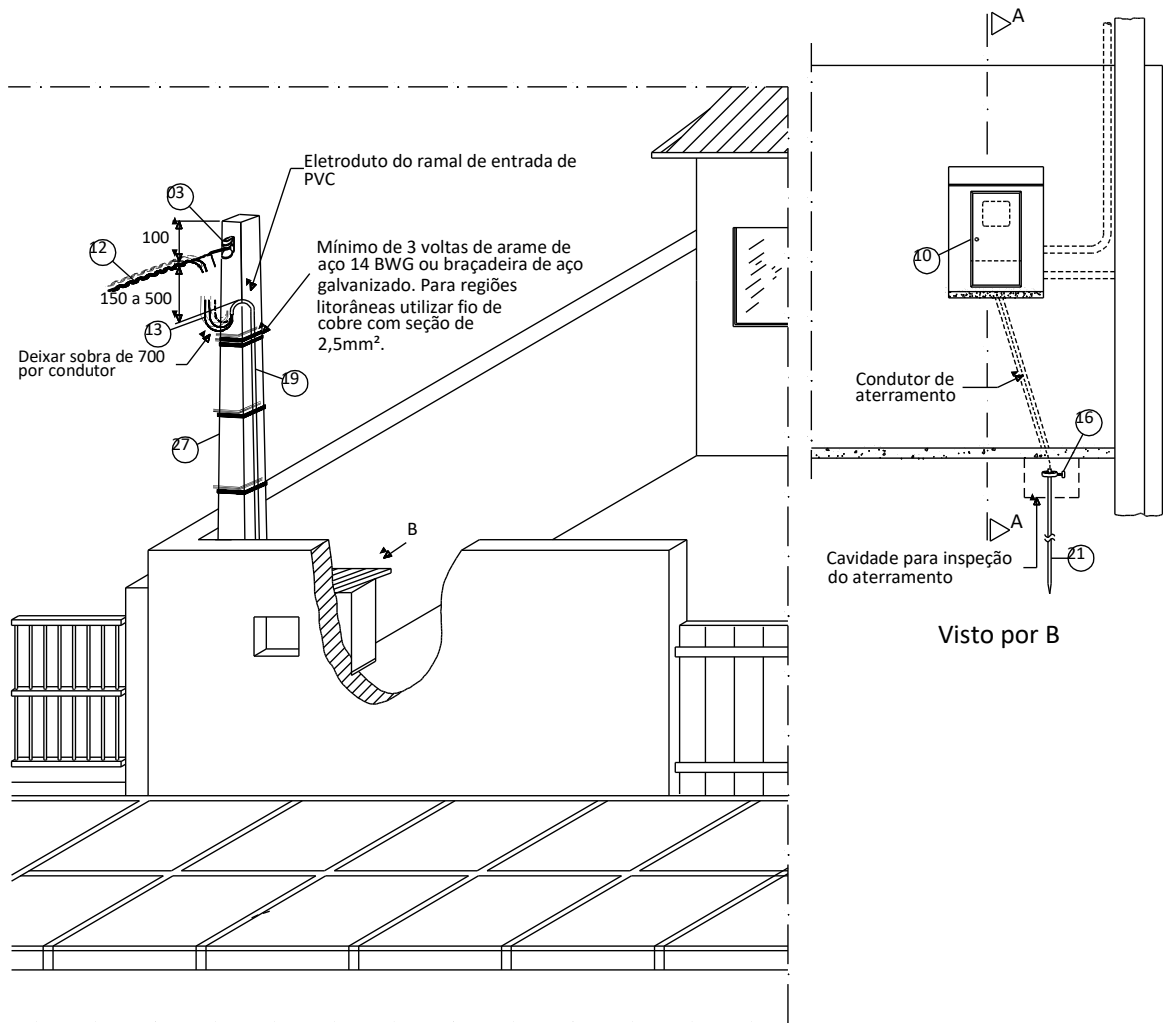 Eletroduto do ramal de entrada de
PVC
03
100
12
150 a 500
13
Deixar sobra de 700
por condutor
Mínimo de 3 voltas de arame de
aço 14 BWG ou braçadeira de aço
galvanizado. Para regiões
litorâneas utilizar fio de
cobre com seção de
2,5mm².
19
27
B
A
10
Condutor de
aterramento
16
A
Cavidade para inspeção
do aterramento
21
Visto por B